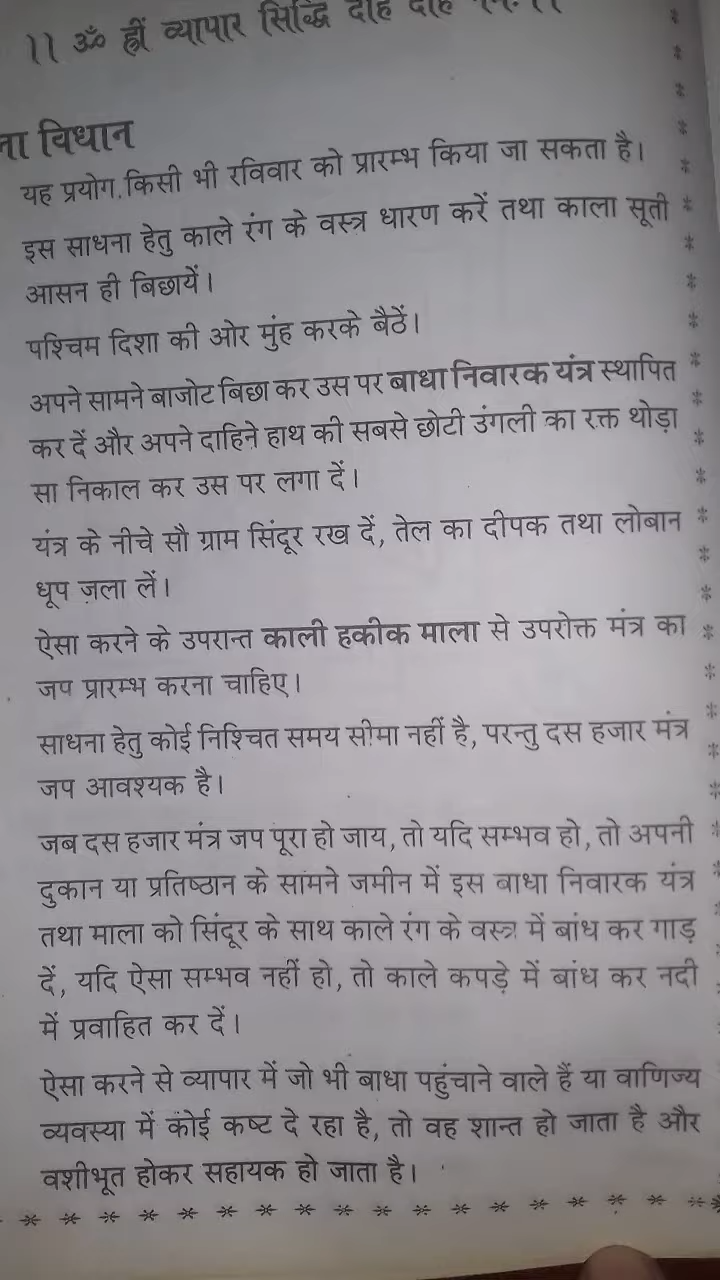 ।। ॐ ह्रीं व्यापार सिद्धि
ना विधान
यह प्रयोग किसी भी रविवार को प्रारम्भ किया जा सकता है।
इस साधना हेतु काले रंग के वस्त्र धारण करें तथा काला सूती
आसन ही बिछायें।
पश्चिम दिशा की ओर मुंह करके बैठें।
अपने सामने बाजोट बिछा कर उस पर बाधा निवारक यंत्र स्थापित
कर दें और अपने दाहिने हाथ की सबसे छोटी उंगली का रक्त थोड़ा
सा निकाल कर उस पर लगा दें।
यंत्र के नीचे सौ ग्राम सिंदूर रख दें, तेल का दीपक तथा लोबान
धूप जला लें।
ऐसा करने के उपरान्त काली हकीक माला से उपरोक्त मंत्र का
जप प्रारम्भ करना चाहिए।
साधना हेतु कोई निश्चित समय सीमा नहीं है, परन्तु दस हजार मंत्र
जप आवश्यक है।
जब दस हजार मंत्र जप पूरा हो जाय, तो यदि सम्भव हो, तो अपनी
दुकान या प्रतिष्ठान के सामने जमीन में इस बाधा निवारक यंत्र
तथा माला को सिंदूर के साथ काले रंग के वस्त्र में बांध कर गाड़
दें, यदि ऐसा सम्भव नहीं हो, तो काले कपड़े में बांध कर नदी
में प्रवाहित कर दें।
ऐसा करने से व्यापार में जो भी बाधा पहुंचाने वाले हैं या वाणिज्य
व्यवस्या में कोई कष्ट दे रहा है, तो वह शान्त हो जाता है और
वशीभूत होकर सहायक हो जाता है।